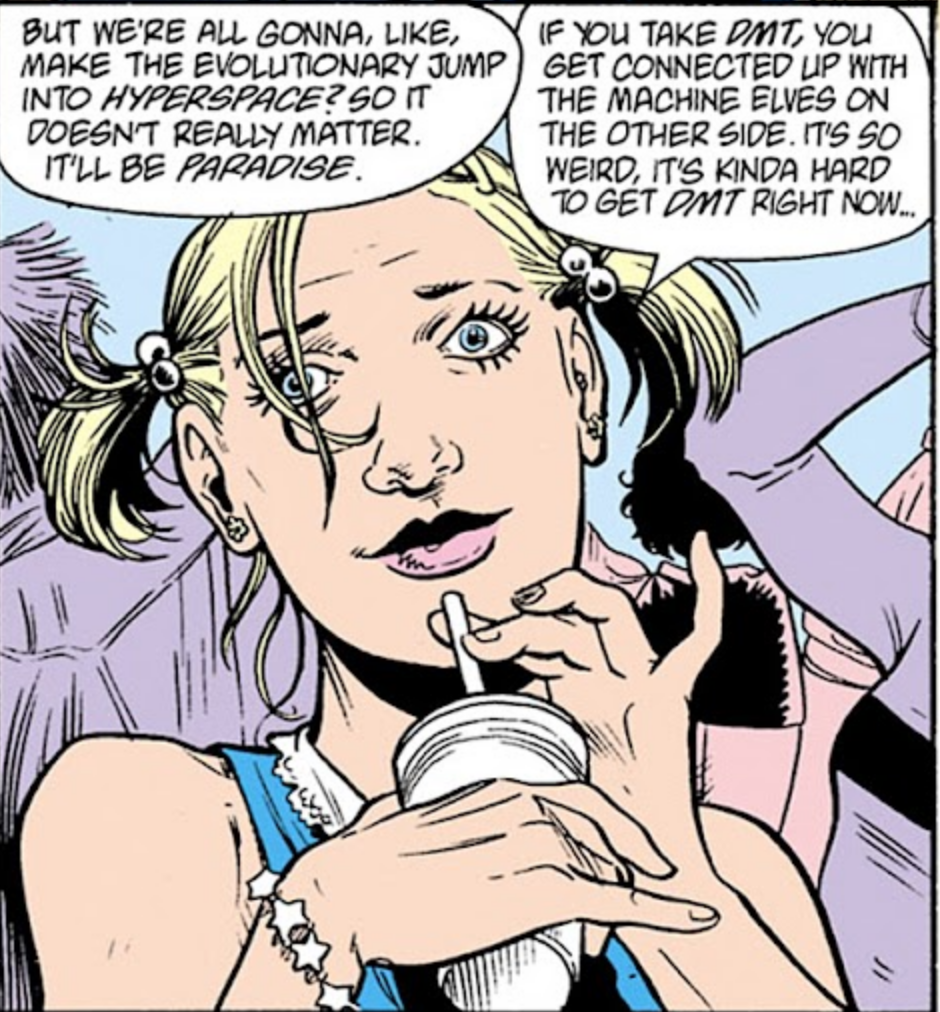 BUT WE'RE ALL GONNA, LIKE,
MAKE THE EVOLUTIONARY JUMP
INTO HYPERSPACE? SO IT
DOESN'T REALLY MATTER.
IT'LL BE PARADISE.
IF YOU TAKE DMT, YOU
GET CONNECTED UP WITH
THE MACHINE ELVES ON
THE OTHER SIDE. IT'S SO
WEIRD, IT'S KINDA HARD
TO GET DMT RIGHT NOW...